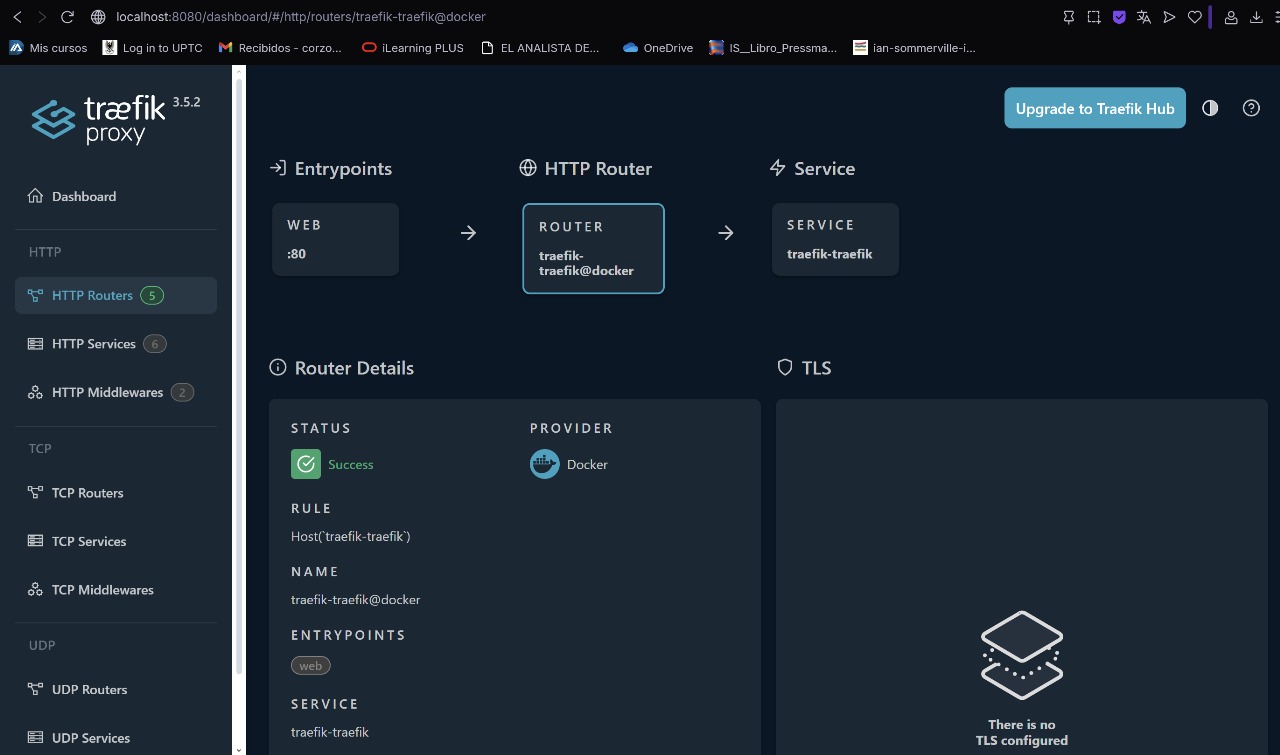 localhost:8080/dashboard/#/http/routers/traefik-traefik@docker
Mis cursos
Log in to UPTC
Recibidos - corzo...
iLearning PLUS
EL ANALISTA DE...
OneDrive
IS__Libro_Pressma...
ian-sommerville-i...
træfik 3.5.2
proxy
Upgrade to Traefik Hub
Dashboard
HTTP
HTTP Routers 5
HTTP Services 6
HTTP Middlewares 2
TCP
TCP Routers
TCP Services
TCP Middlewares
UDP
UDP Routers
UDP Services
Entrypoints
WEB
:80
HTTP Router
ROUTER
traefik-
traefik@docker
Service
SERVICE
traefik-traefik
Router Details
STATUS
Success
PROVIDER
Docker
RULE
Host(`traefik-traefik`)
NAME
traefik-traefik@docker
ENTRYPOINTS
web
SERVICE
traefik-traefik
TLS
There is no
TLS configured